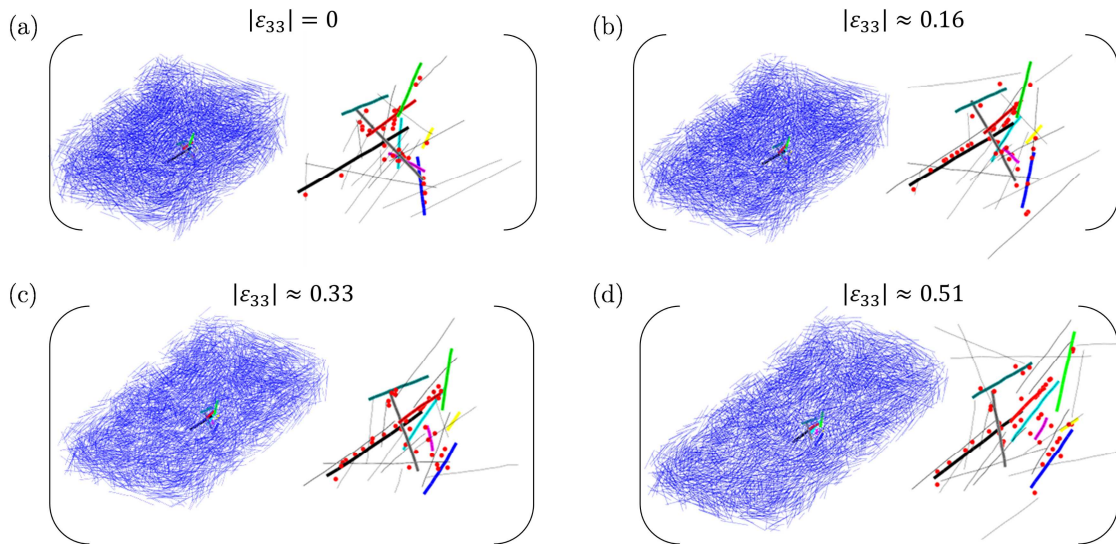 (a) |ε₃₃| = 0
(b) |ε₃₃| ≈ 0.16
(c) |ε₃₃| ≈ 0.33
(d) |ε₃₃| ≈ 0.51